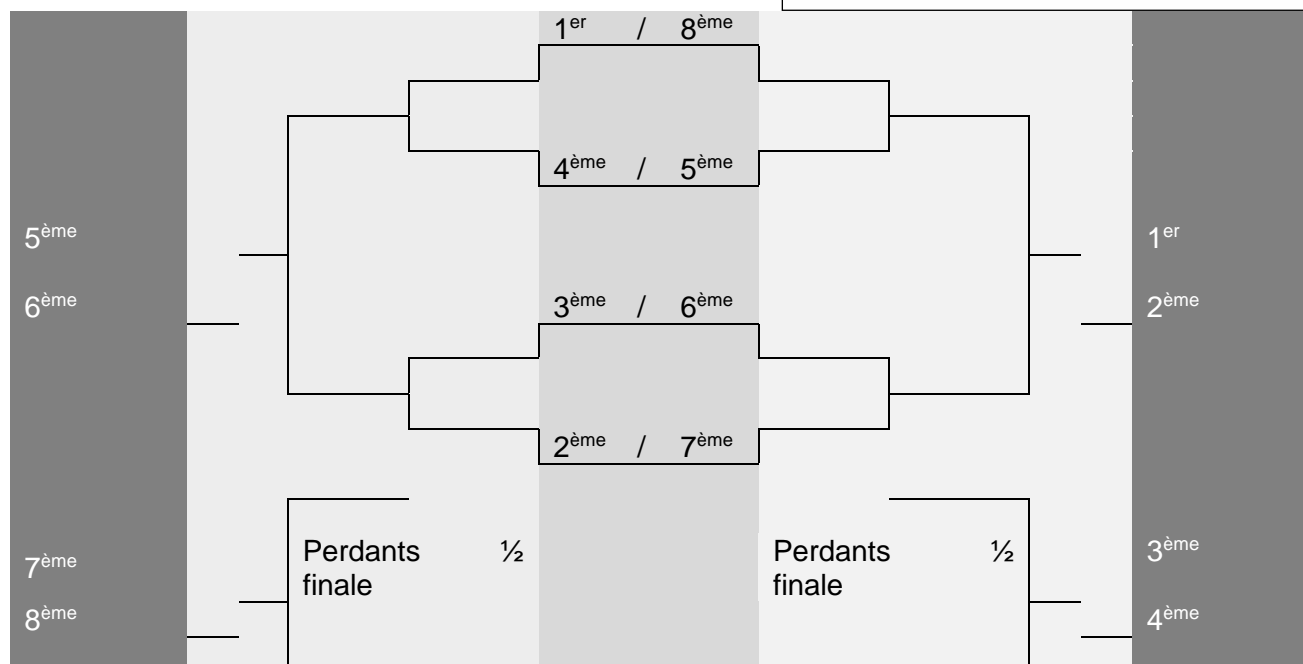 1er / 8ème
4ème / 5ème
5ème
1er
6ème
3ème / 6ème
2ème
2ème / 7ème
Perdants ½
finale
Perdants ½
finale
7ème
3ème
8ème
4ème